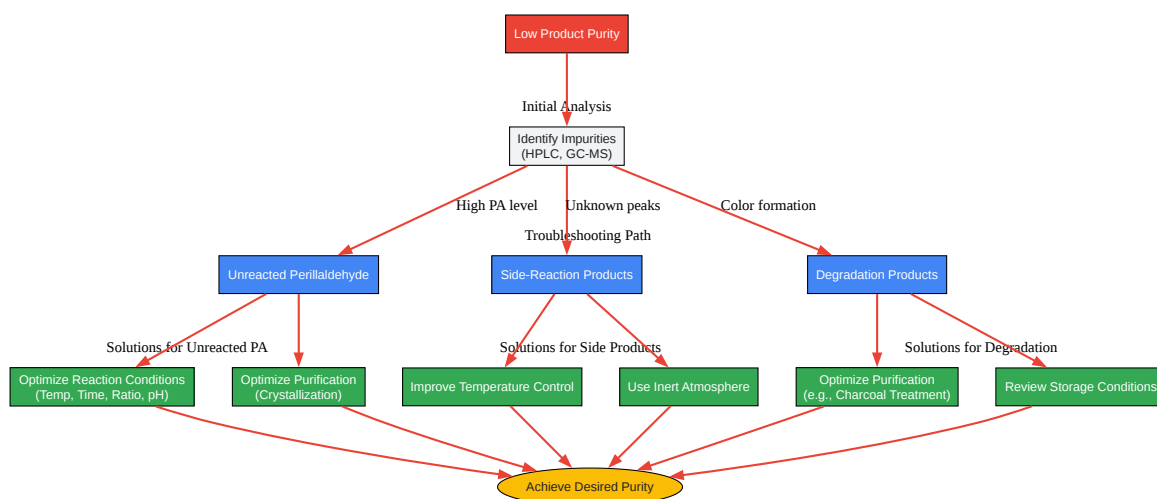 Low Product Purity
Initial Analysis
Identify Impurities
(HPLC, GC-MS)
High PA level
Unknown peaks
Color formation
Troubleshooting Path
Unreacted Perillaldehyde
Side-Reaction Products
Degradation Products
Solutions for Unreacted PA
Solutions for Side Products
Solutions for Degradation
Optimize Reaction Conditions
(Temp, Time, Ratio, pH)
Optimize Purification
(Crystallization)
Improve Temperature Control
Use Inert Atmosphere
Optimize Purification
(e.g., Charcoal Treatment)
Review Storage Conditions
Achieve Desired Purity